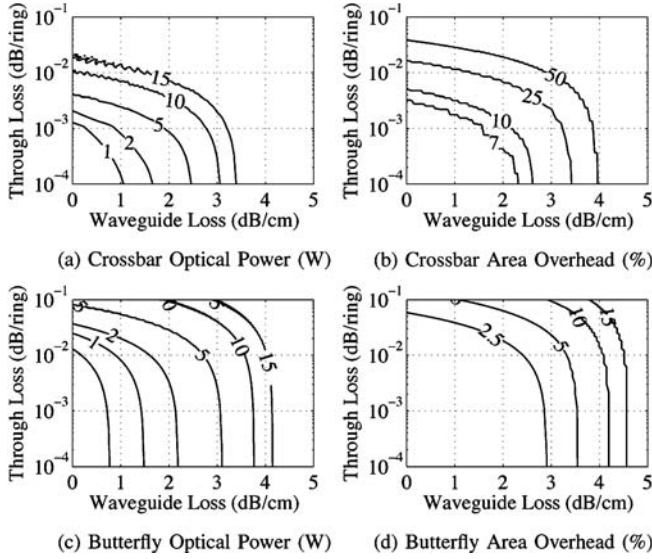 Through Loss (dB/ring)
10⁻¹
10⁻²
10⁻³
10⁻⁴
15
10
5
2
1
0 1 2 3 4 5
Waveguide Loss (dB/cm)
(a) Crossbar Optical Power (W)
Through Loss (dB/ring)
10⁻¹
10⁻²
10⁻³
10⁻⁴
50
25
10
7
0 1 2 3 4 5
Waveguide Loss (dB/cm)
(b) Crossbar Area Overhead (%)
Through Loss (dB/ring)
10⁻¹
10⁻²
10⁻³
10⁻⁴
2
1
5
10
15
0 1 2 3 4 5
Waveguide Loss (dB/cm)
(c) Butterfly Optical Power (W)
Through Loss (dB/ring)
10⁻¹
10⁻²
10⁻³
10⁻⁴
2.5
5
10
15
0 1 2 3 4 5
Waveguide Loss (dB/cm)
(d) Butterfly Area Overhead (%)